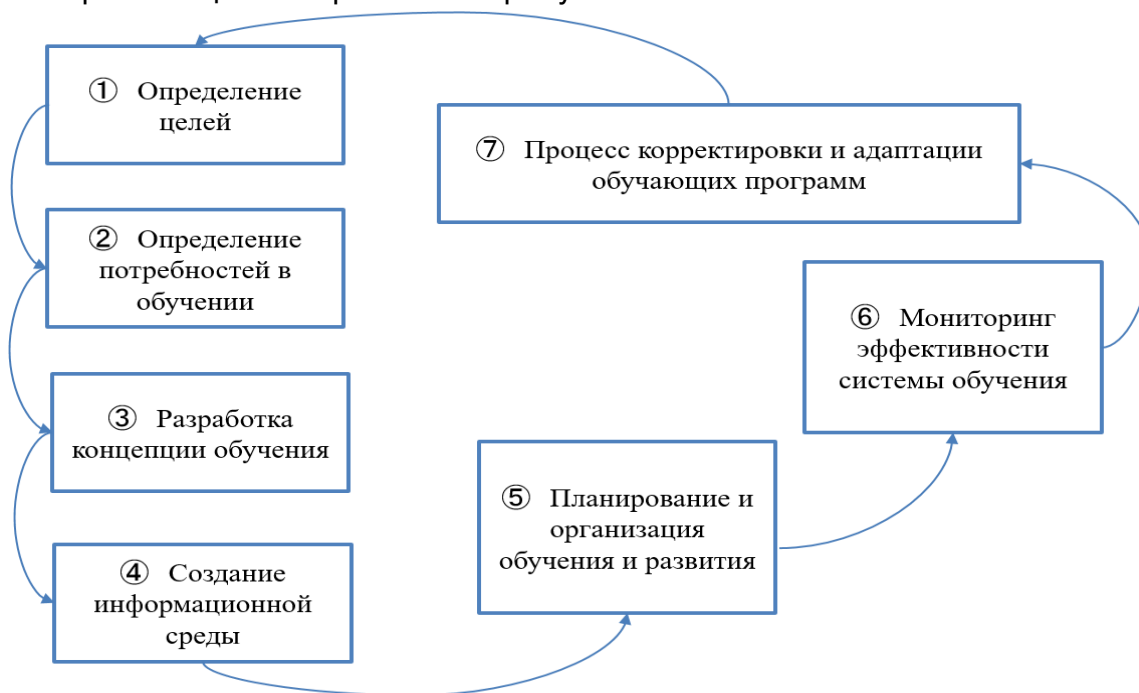 ① Определение
целей
② Определение
потребностей в
обучении
③ Разработка
концепции обучения
④ Создание
информационной
среды
⑤ Планирование и
организация
обучения и развития
⑥ Мониторинг
эффективности
системы обучения
⑦ Процесс корректировки и адаптации
обучающих программ